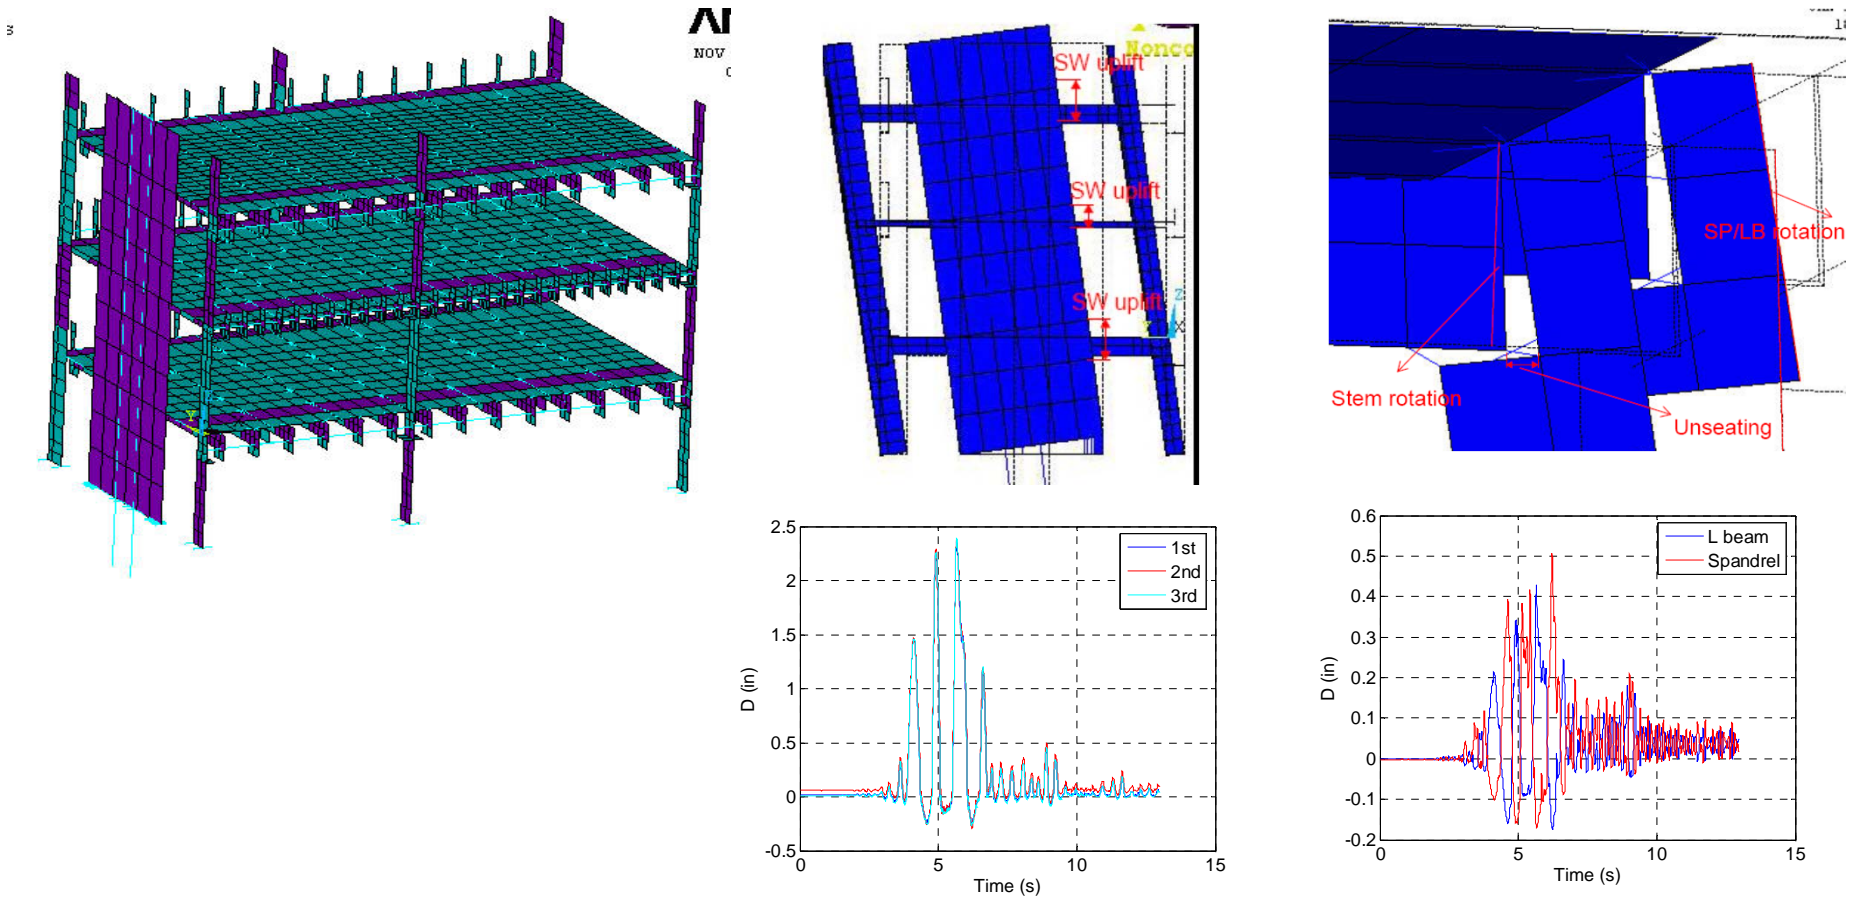 NOV
Nonco
SW uplift
SW uplift
SW uplift
Z
Y
X
SP/LB rotation
Stem rotation
Unseating
Y
2.5
2
1.5
1
0.5
0
-0.5
0
5
10
15
D (in)
Time (s)
1st
2nd
3rd
0.6
0.5
0.4
0.3
0.2
0.1
0
-0.1
-0.2
0
5
10
15
D (in)
Time (s)
L beam
Spandrel